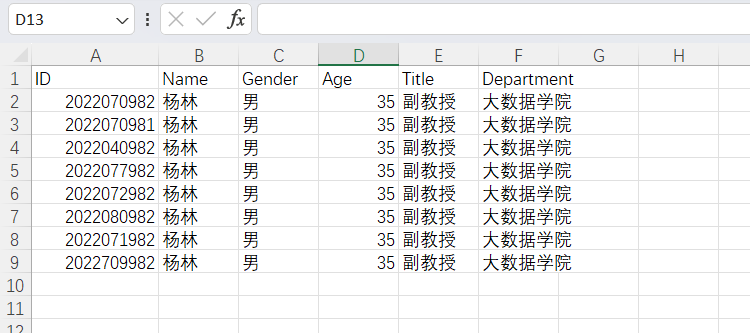 D13 fx
A B C D E F G H
1 ID Name Gender Age Title Department
2 2022070982 杨林 男 35 副教授 大数据学院
3 2022070981 杨林 男 35 副教授 大数据学院
4 2022040982 杨林 男 35 副教授 大数据学院
5 2022077982 杨林 男 35 副教授 大数据学院
6 2022072982 杨林 男 35 副教授 大数据学院
7 2022080982 杨林 男 35 副教授 大数据学院
8 2022071982 杨林 男 35 副教授 大数据学院
9 2022709982 杨林 男 35 副教授 大数据学院
10
11
12